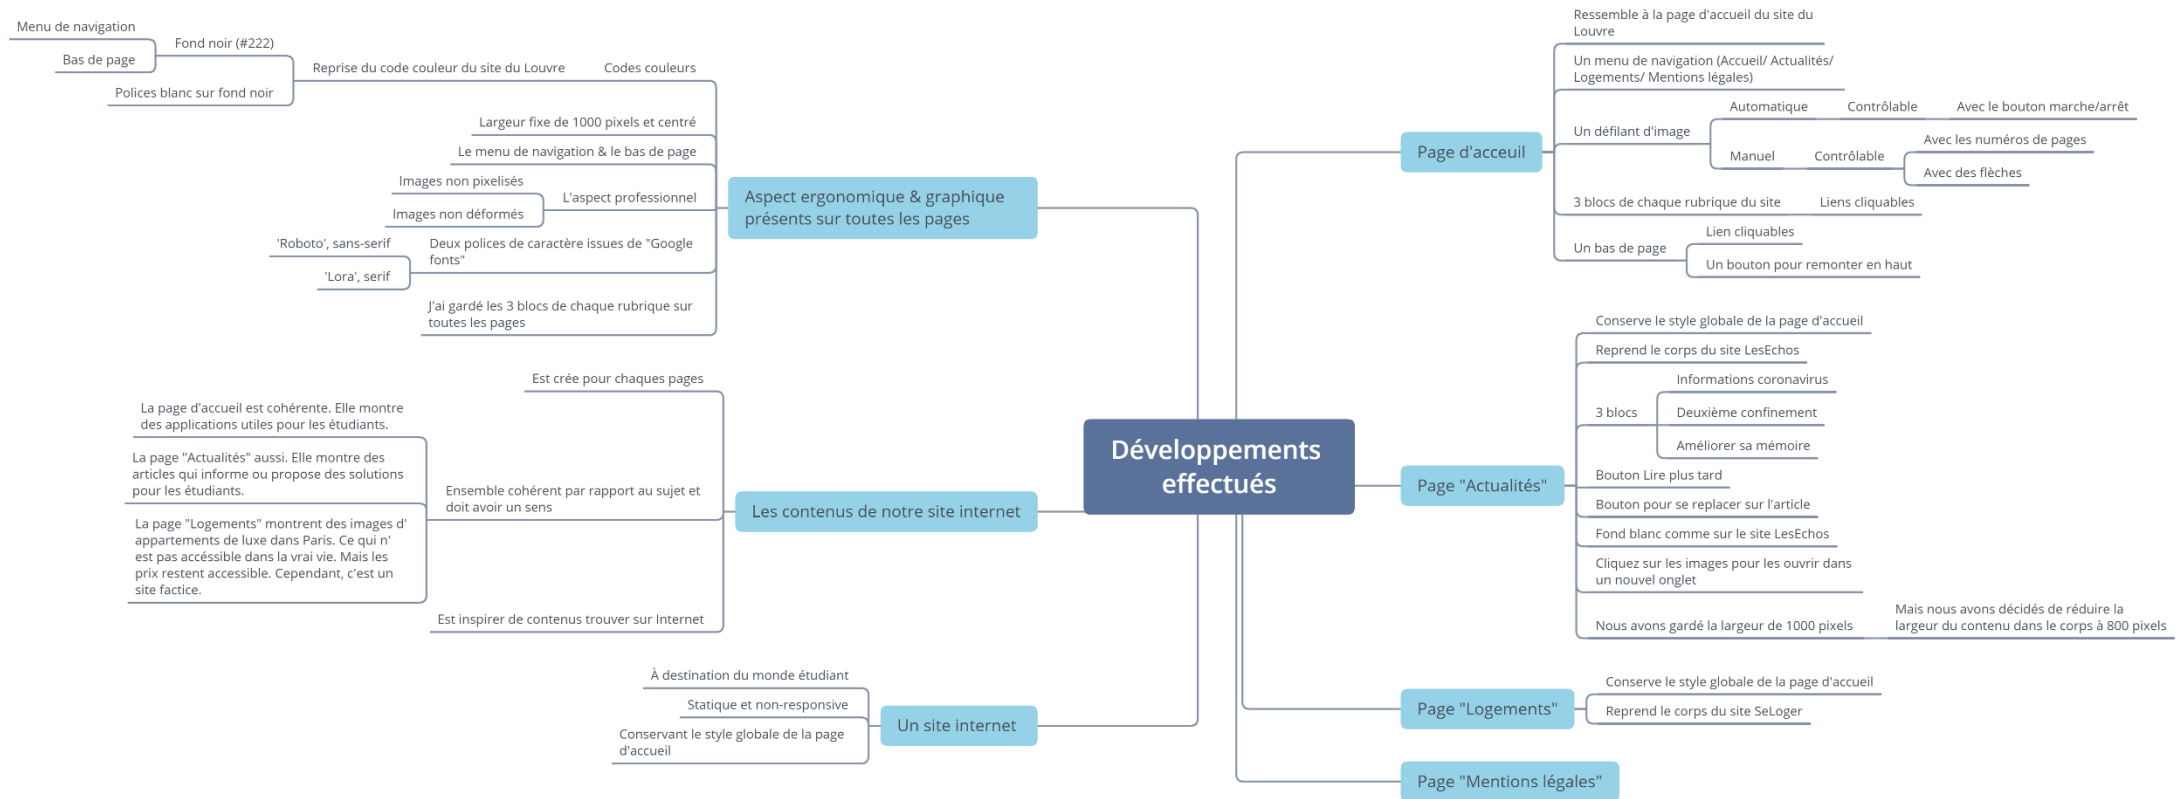 Développements
effectués
Aspect ergonomique & graphique
présents sur toutes les pages
Codes couleurs
Reprise du code couleur du site du Louvre
Fond noir (#222)
Menu de navigation
Bas de page
Polices blanc sur fond noir
Largeur fixe de 1000 pixels et centré
Le menu de navigation & le bas de page
L'aspect professionnel
Images non pixelisés
Images non déformés
Deux polices de caractère issues de "Google
fonts"
'Roboto', sans-serif
'Lora', serif
J'ai gardé les 3 blocs de chaque rubrique sur
toutes les pages
Les contenus de notre site internet
Est crée pour chaques pages
Ensemble cohérent par rapport au sujet et
doit avoir un sens
La page d'accueil est cohérente. Elle montre
des applications utiles pour les étudiants.
La page "Actualités" aussi. Elle montre des
articles qui informe ou propose des solutions
pour les étudiants.
La page "Logements" montrent des images d'
appartements de luxe dans Paris. Ce qui n'
est pas accéssible dans la vrai vie. Mais les
prix restent accessible. Cependant, c'est un
site factice.
Est inspirer de contenus trouver sur Internet
Un site internet
À destination du monde étudiant
Statique et non-responsive
Conservant le style globale de la page
d'accueil
Page d'acceuil
Ressemble à la page d'accueil du site du
Louvre
Un menu de navigation (Accueil/ Actualités/
Logements/ Mentions légales)
Un défilant d'image
Automatique
Contrôlable
Avec le bouton marche/arrêt
Manuel
Contrôlable
Avec les numéros de pages
Avec des flèches
3 blocs de chaque rubrique du site
Liens cliquables
Un bas de page
Lien cliquables
Un bouton pour remonter en haut
Page "Actualités"
Conserve le style globale de la page d'accueil
Reprend le corps du site LesEchos
3 blocs
Informations coronavirus
Deuxième confinement
Améliorer sa mémoire
Bouton Lire plus tard
Bouton pour se replacer sur l'article
Fond blanc comme sur le site LesEchos
Cliquez sur les images pour les ouvrir dans
un nouvel onglet
Nous avons gardé la largeur de 1000 pixels
Mais nous avons décidés de réduire la
largeur du contenu dans le corps à 800 pixels
Page "Logements"
Conserve le style globale de la page d'accueil
Reprend le corps du site SeLoger
Page "Mentions légales"